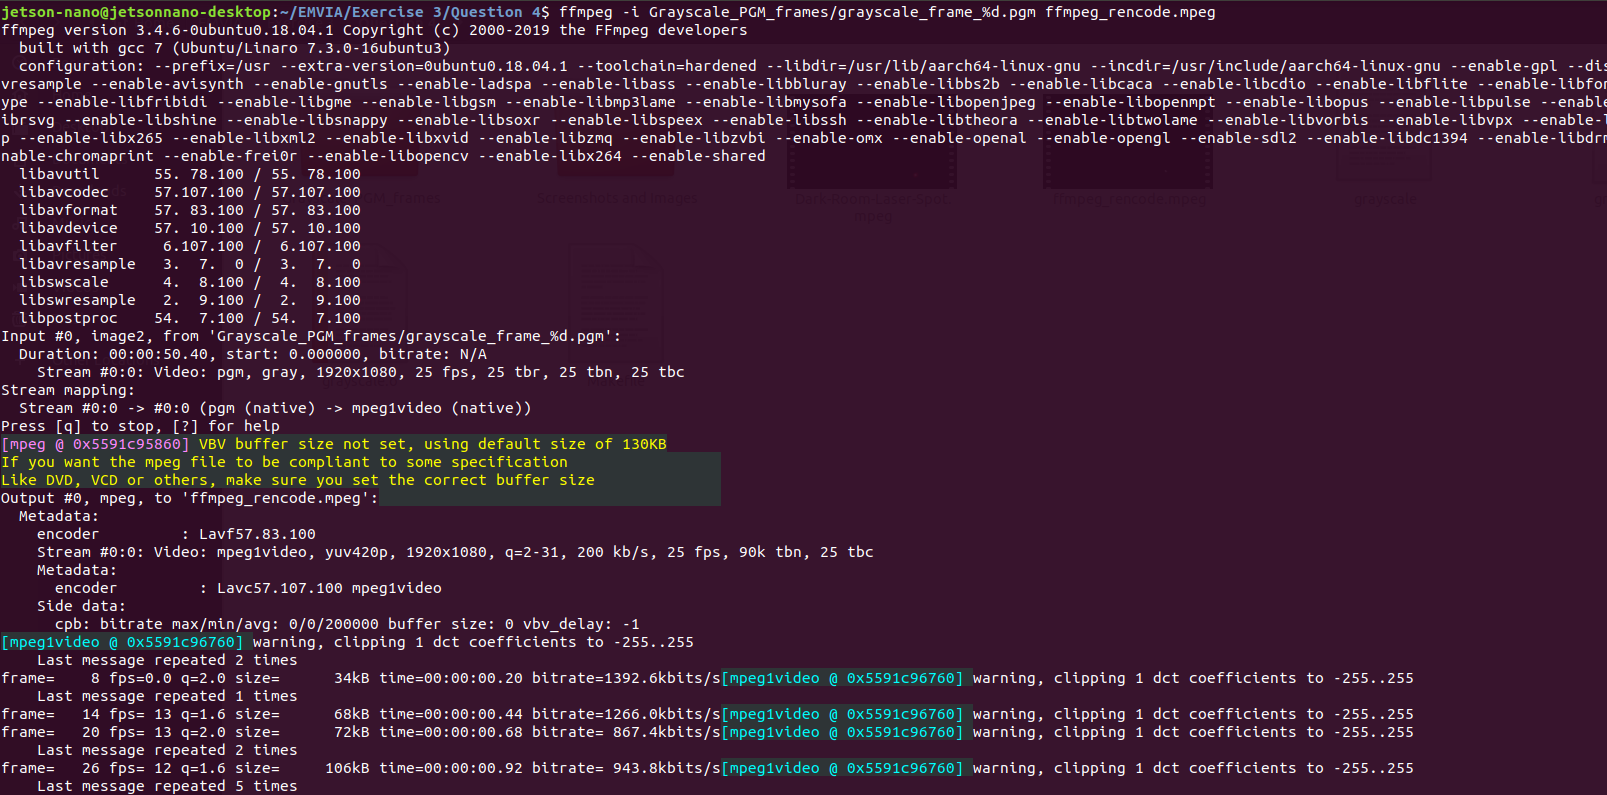 jetson-nano@jetsonnano-desktop:~/EMVIA/Exercise 3/Question 4$ ffmpeg -i Grayscale_PGM_frames/grayscale_frame_%d.pgm ffmpeg_rencode.mpeg
ffmpeg version 3.4.6-0ubuntu0.18.04.1 Copyright (c) 2000-2019 the FFmpeg developers
  built with gcc 7 (Ubuntu/Linaro 7.3.0-16ubuntu3)
  configuration: --prefix=/usr --extra-version=0ubuntu0.18.04.1 --toolchain=hardened --libdir=/usr/lib/aarch64-linux-gnu --incdir=/usr/include/aarch64-linux-gnu --enable-gpl --dis
vresample --enable-avisynth --enable-gnutls --enable-ladspa --enable-libass --enable-libbluray --enable-libbs2b --enable-libcaca --enable-libcdio --enable-libflite --enable-libfon
ype --enable-libfribidi --enable-libgme --enable-libgsm --enable-libmp3lame --enable-libmysofa --enable-libopenjpeg --enable-libopenmpt --enable-libopus --enable-libpulse --enable
ibrsvg --enable-libshine --enable-libsnappy --enable-libsoxr --enable-libspeex --enable-libssh --enable-libtheora --enable-libtwolame --enable-libvorbis --enable-libvpx --enable-l
p --enable-libx265 --enable-libxml2 --enable-libxvid --enable-libzmq --enable-libzvbi --enable-omx --enable-openal --enable-opengl --enable-sdl2 --enable-libdc1394 --enable-libdrm
nable-chromaprint --enable-frei0r --enable-libopencv --enable-libx264 --enable-shared
  libavutil      55. 78.100 / 55. 78.100
  libavcodec     57.107.100 / 57.107.100
  libavformat    57. 83.100 / 57. 83.100
  libavdevice    57. 10.100 / 57. 10.100
  libavfilter     6.107.100 /  6.107.100
  libavresample   3.  7.  0 /  3.  7.  0
  libswscale      4.  8.100 /  4.  8.100
  libswresample   2.  9.100 /  2.  9.100
  libpostproc    54.  7.100 / 54.  7.100
Input #0, image2, from 'Grayscale_PGM_frames/grayscale_frame_%d.pgm':
  Duration: 00:00:50.40, start: 0.000000, bitrate: N/A
    Stream #0:0: Video: pgm, gray, 1920x1080, 25 fps, 25 tbr, 25 tbn, 25 tbc
Stream mapping:
  Stream #0:0 -> #0:0 (pgm (native) -> mpeg1video (native))
Press [q] to stop, [?] for help
[mpeg @ 0x5591c95860] VBV buffer size not set, using default size of 130KB
If you want the mpeg file to be compliant to some specification
Like DVD, VCD or others, make sure you set the correct buffer size
Output #0, mpeg, to 'ffmpeg_rencode.mpeg':
  Metadata:
    encoder         : Lavf57.83.100
    Stream #0:0: Video: mpeg1video, yuv420p, 1920x1080, q=2-31, 200 kb/s, 25 fps, 90k tbn, 25 tbc
    Metadata:
      encoder         : Lavc57.107.100 mpeg1video
    Side data:
      cpb: bitrate max/min/avg: 0/0/200000 buffer size: 0 vbv_delay: -1
[mpeg1video @ 0x5591c96760] warning, clipping 1 dct coefficients to -255..255
    Last message repeated 2 times
frame=    8 fps=0.0 q=2.0 size=      34kB time=00:00:00.20 bitrate=1392.6kbits/s[mpeg1video @ 0x5591c96760] warning, clipping 1 dct coefficients to -255..255
    Last message repeated 1 times
frame=   14 fps= 13 q=1.6 size=      68kB time=00:00:00.44 bitrate=1266.0kbits/s[mpeg1video @ 0x5591c96760] warning, clipping 1 dct coefficients to -255..255
frame=   20 fps= 13 q=2.0 size=      72kB time=00:00:00.68 bitrate= 867.4kbits/s[mpeg1video @ 0x5591c96760] warning, clipping 1 dct coefficients to -255..255
    Last message repeated 2 times
frame=   26 fps= 12 q=1.6 size=     106kB time=00:00:00.92 bitrate= 943.8kbits/s[mpeg1video @ 0x5591c96760] warning, clipping 1 dct coefficients to -255..255
    Last message repeated 5 times